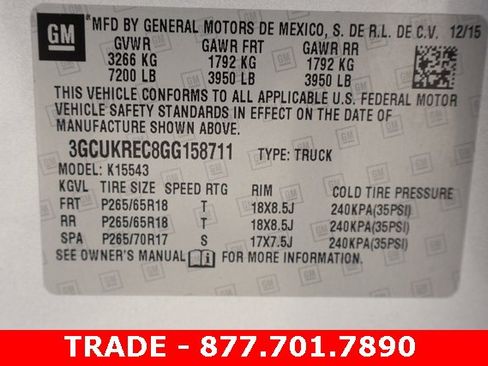 GM
*MFD BY GENERAL MOTORS DE MEXICO, S. DE R.L. DE C.V. 12/15
GVWR GAWR FRT GAWR RR
3266 KG 1792 KG 1792 KG
7200 LB 3950 LB 3950 LB
THIS VEHICLE CONFORMS TO ALL APPLICABLE U.S. FEDERAL MOTOR
VEHICLE SAFETY STANDARDS IN EFFECT ON THE DATE OF
MANUFACTURE SHOWN ABOVE.
3GCUKREC8GG158711 TYPE: TRUCK
MODEL: K15543
KGVL TIRE SIZE SPEED RTG RIM COLD TIRE PRESSURE
FRT P265/65R18 T 18X8.5J 240KPA(35PSI)
RR P265/65R18 T 18X8.5J 240KPA(35PSI)
SPA P265/70R17 S 17X7.5J 240KPA(35PSI)
SEE OWNER'S MANUAL FOR MORE INFORMATION.
TRADE - 877.701.7890